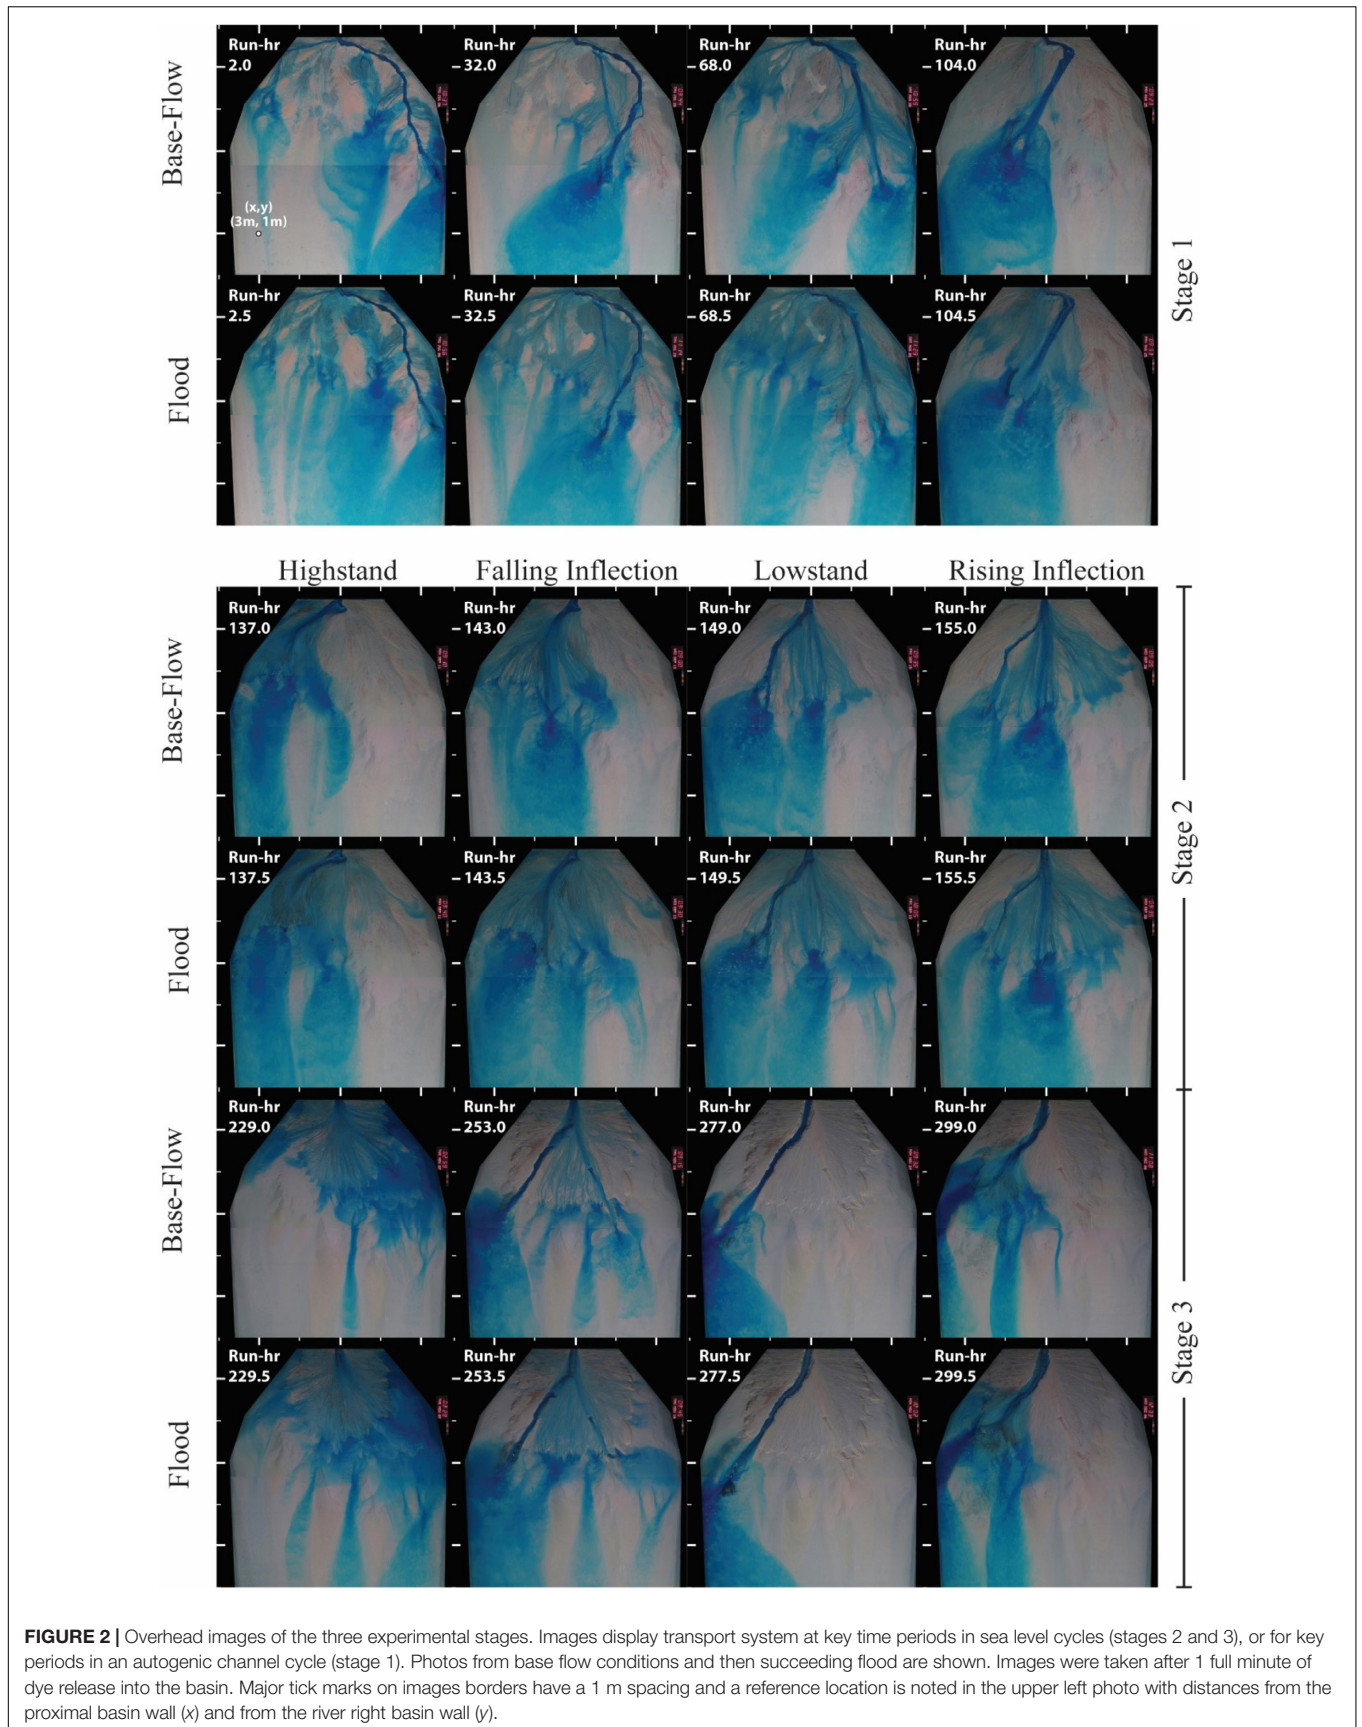 Run-hr
2.0
Run-hr
32.0
Run-hr
68.0
Run-hr
104.0
Base-Flow
(x,y)
(3m, 1m)
Run-hr
2.5
Run-hr
32.5
Run-hr
68.5
Run-hr
104.5
Flood
Stage 1
Highstand
Falling Inflection
Lowstand
Rising Inflection
Run-hr
137.0
Run-hr
143.0
Run-hr
149.0
Run-hr
155.0
Base-Flow
Run-hr
137.5
Run-hr
143.5
Run-hr
149.5
Run-hr
155.5
Flood
Stage 2
Run-hr
229.0
Run-hr
253.0
Run-hr
277.0
Run-hr
299.0
Base-Flow
Run-hr
229.5
Run-hr
253.5
Run-hr
277.5
Run-hr
299.5
Flood
Stage 3
FIGURE 2 | Overhead images of the three experimental stages. Images display transport system at key time periods in sea level cycles (stages 2 and 3), or for key
periods in an autogenic channel cycle (stage 1). Photos from base flow conditions and then succeeding flood are shown. Images were taken after 1 full minute of
dye release into the basin. Major tick marks on images borders have a 1 m spacing and a reference location is noted in the upper left photo with distances from the
proximal basin wall (x) and from the river right basin wall (y).